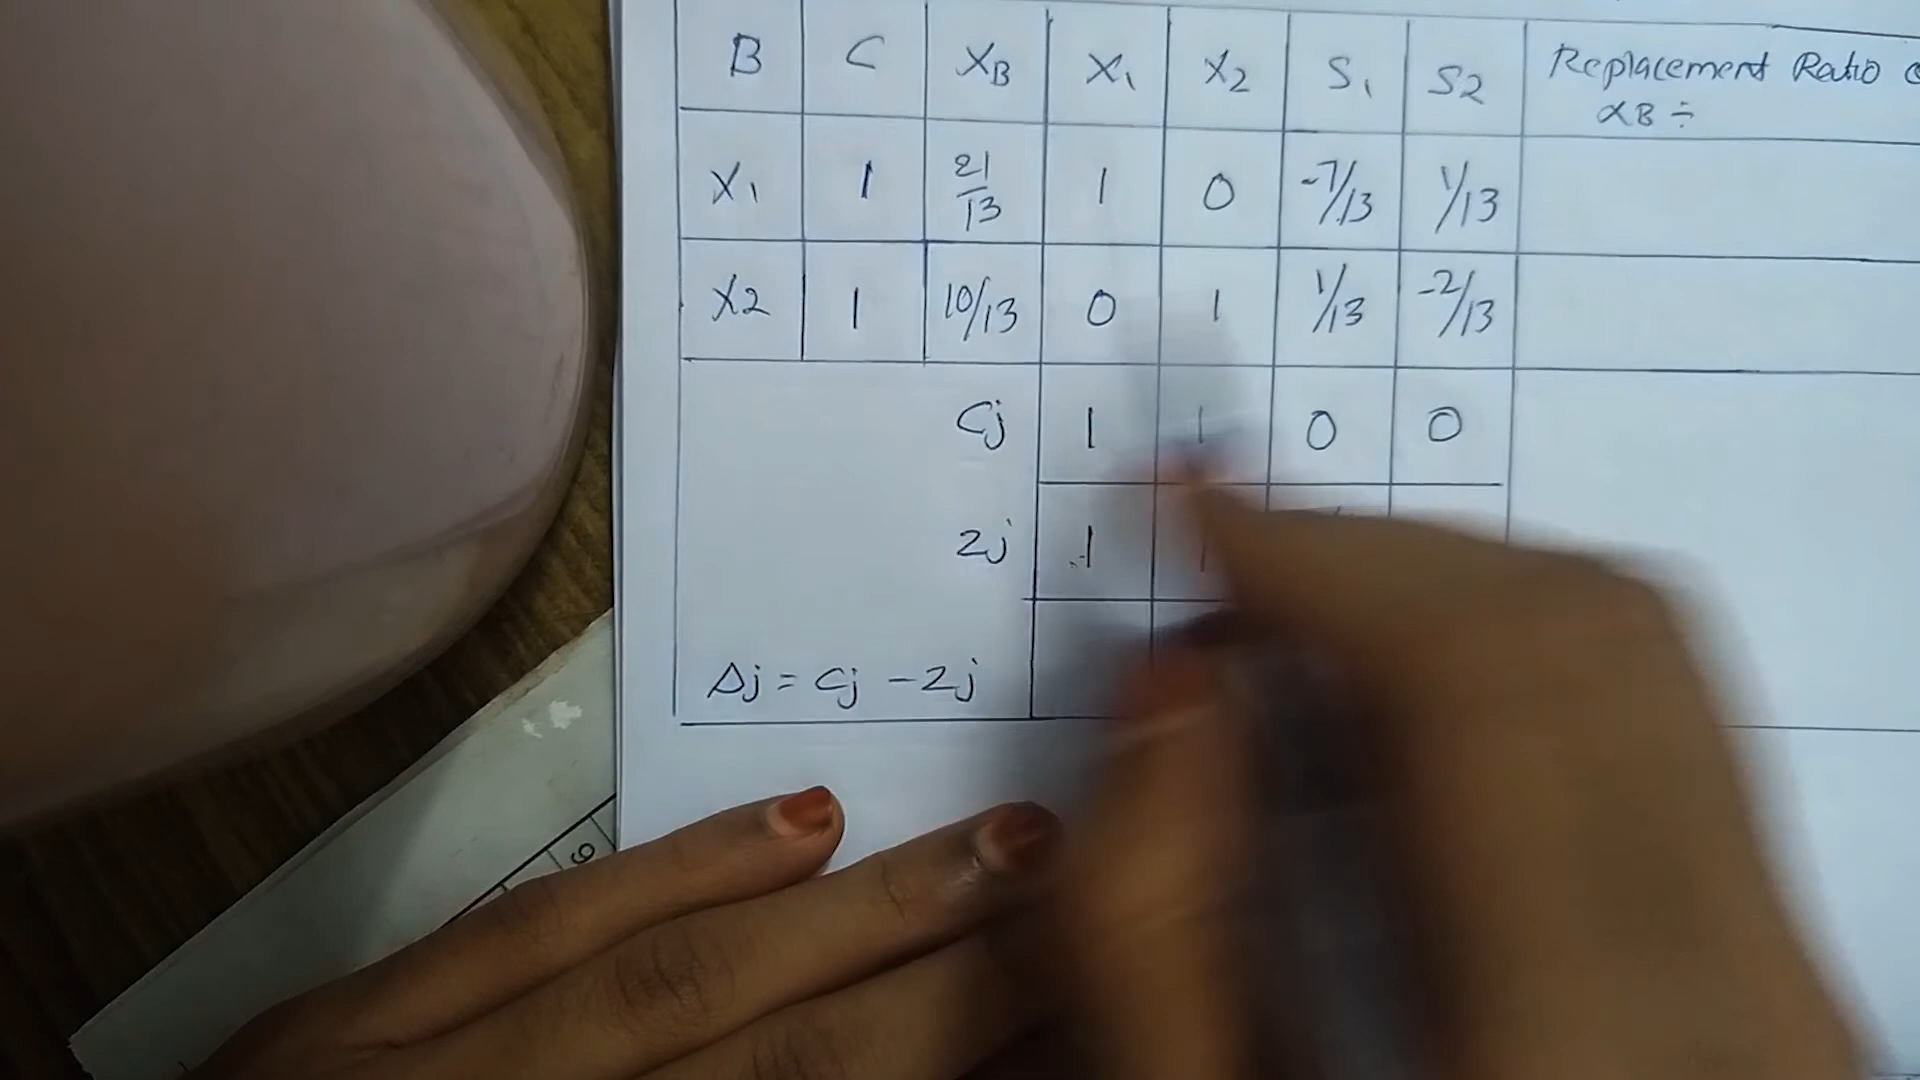 B C XB X1 X2 S1 S2 Replacement Ratio
XB ÷
X1 1 21/13 1 0 -7/13 1/13
X2 1 10/13 0 1 1/13 -2/13
Cj 1 1 0 0
Zj 1 1
Δj = Cj - Zj
9